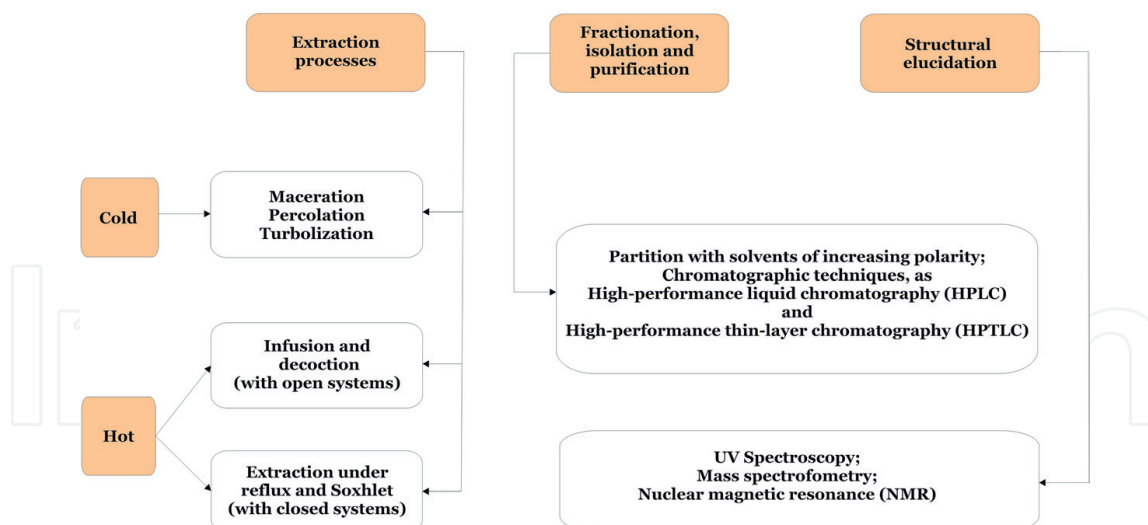 Extraction
processes
Fractionation,
isolation and
purification
Structural
elucidation
Cold
Maceration
Percolation
Turbolization
Partition with solvents of increasing polarity;
Chromatographic techniques, as
High-performance liquid chromatography (HPLC)
and
High-performance thin-layer chromatography (HPTLC)
Hot
Infusion and
decoction
(with open systems)
Extraction under
reflux and Soxhlet
(with closed systems)
UV Spectroscopy;
Mass spectrofometry;
Nuclear magnetic resonance (NMR)